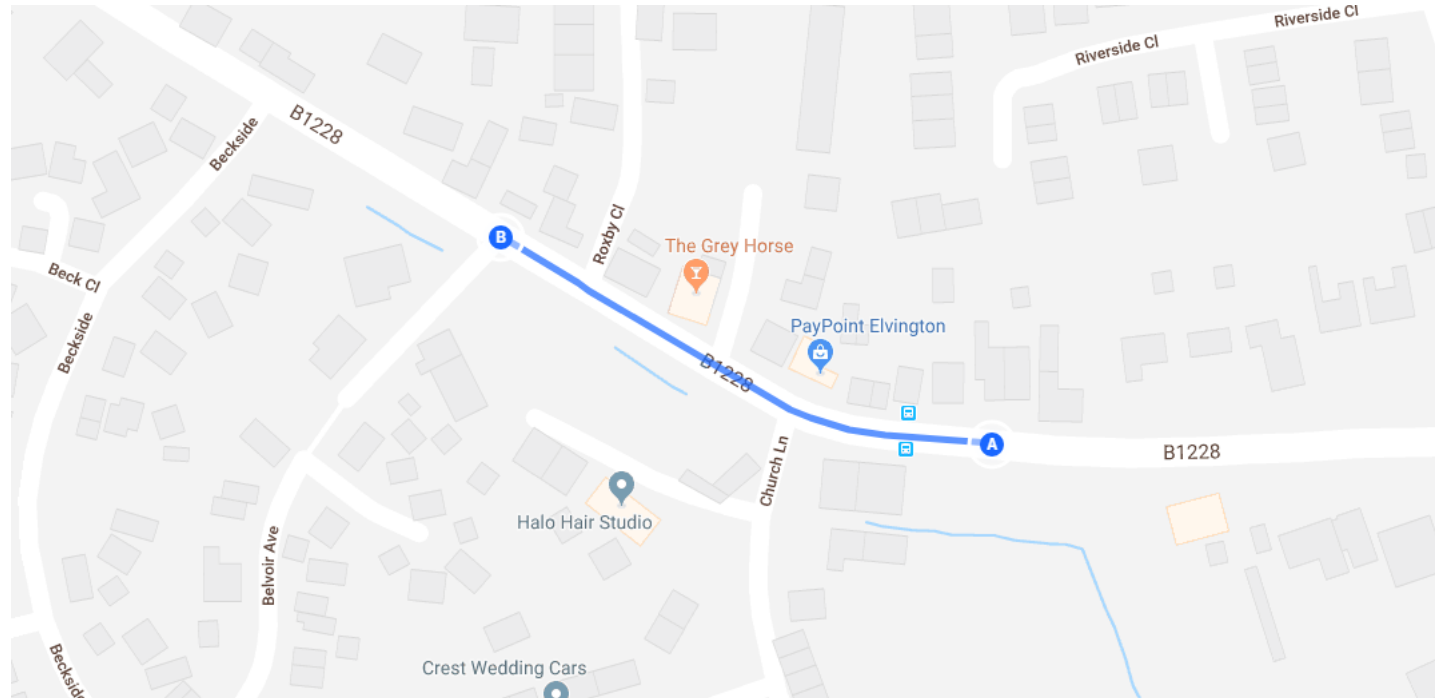 Riverside Cl
Riverside Cl
B1228
Beckside
Roxby Cl
B
The Grey Horse
Beck Cl
Beckside
PayPoint Elvington
B1228
A
B1228
Church Ln
Halo Hair Studio
Belvoir Ave
Crest Wedding Cars
Beckside